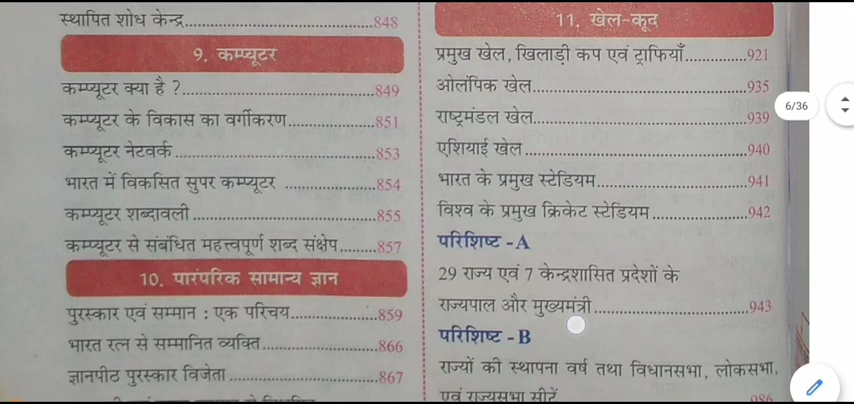 स्थापित शोध केन्द्र..............................................848
9. कम्प्यूटर
कम्प्यूटर क्या है ?..............................................849
कम्प्यूटर के विकास का वर्गीकरण....................851
कम्प्यूटर नेटवर्क................................................853
भारत में विकसित सुपर कम्प्यूटर .....................854
कम्प्यूटर शब्दावली............................................855
कम्प्यूटर से संबंधित महत्त्वपूर्ण शब्द संक्षेप.........857
10. पारंपरिक सामान्य ज्ञान
पुरस्कार एवं सम्मान : एक परिचय....................859
भारत रत्न से सम्मानित व्यक्ति...........................866
ज्ञानपीठ पुरस्कार विजेता...................................867
11. खेल-कूद
प्रमुख खेल, खिलाड़ी कप एवं ट्राफियाँ...............921
ओलंपिक खेल...................................................935
राष्ट्रमंडल खेल...................................................939
एशियाई खेल.....................................................940
भारत के प्रमुख स्टेडियम....................................941
विश्व के प्रमुख क्रिकेट स्टेडियम.......................942
परिशिष्ट -A
29 राज्य एवं 7 केन्द्रशासित प्रदेशों के
राज्यपाल और मुख्यमंत्री....................................943
परिशिष्ट -B
राज्यों की स्थापना वर्ष तथा विधानसभा, लोकसभा,
एवं राज्यसभा सीटें
6/36